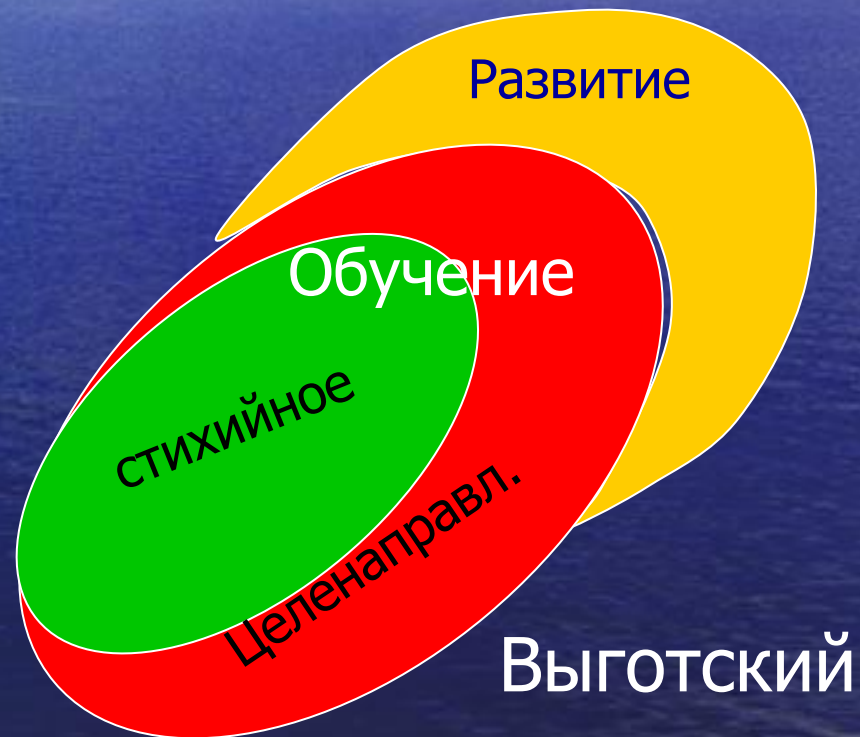 Развитие
Обучение
стихийное
Целенаправл.
Выготский